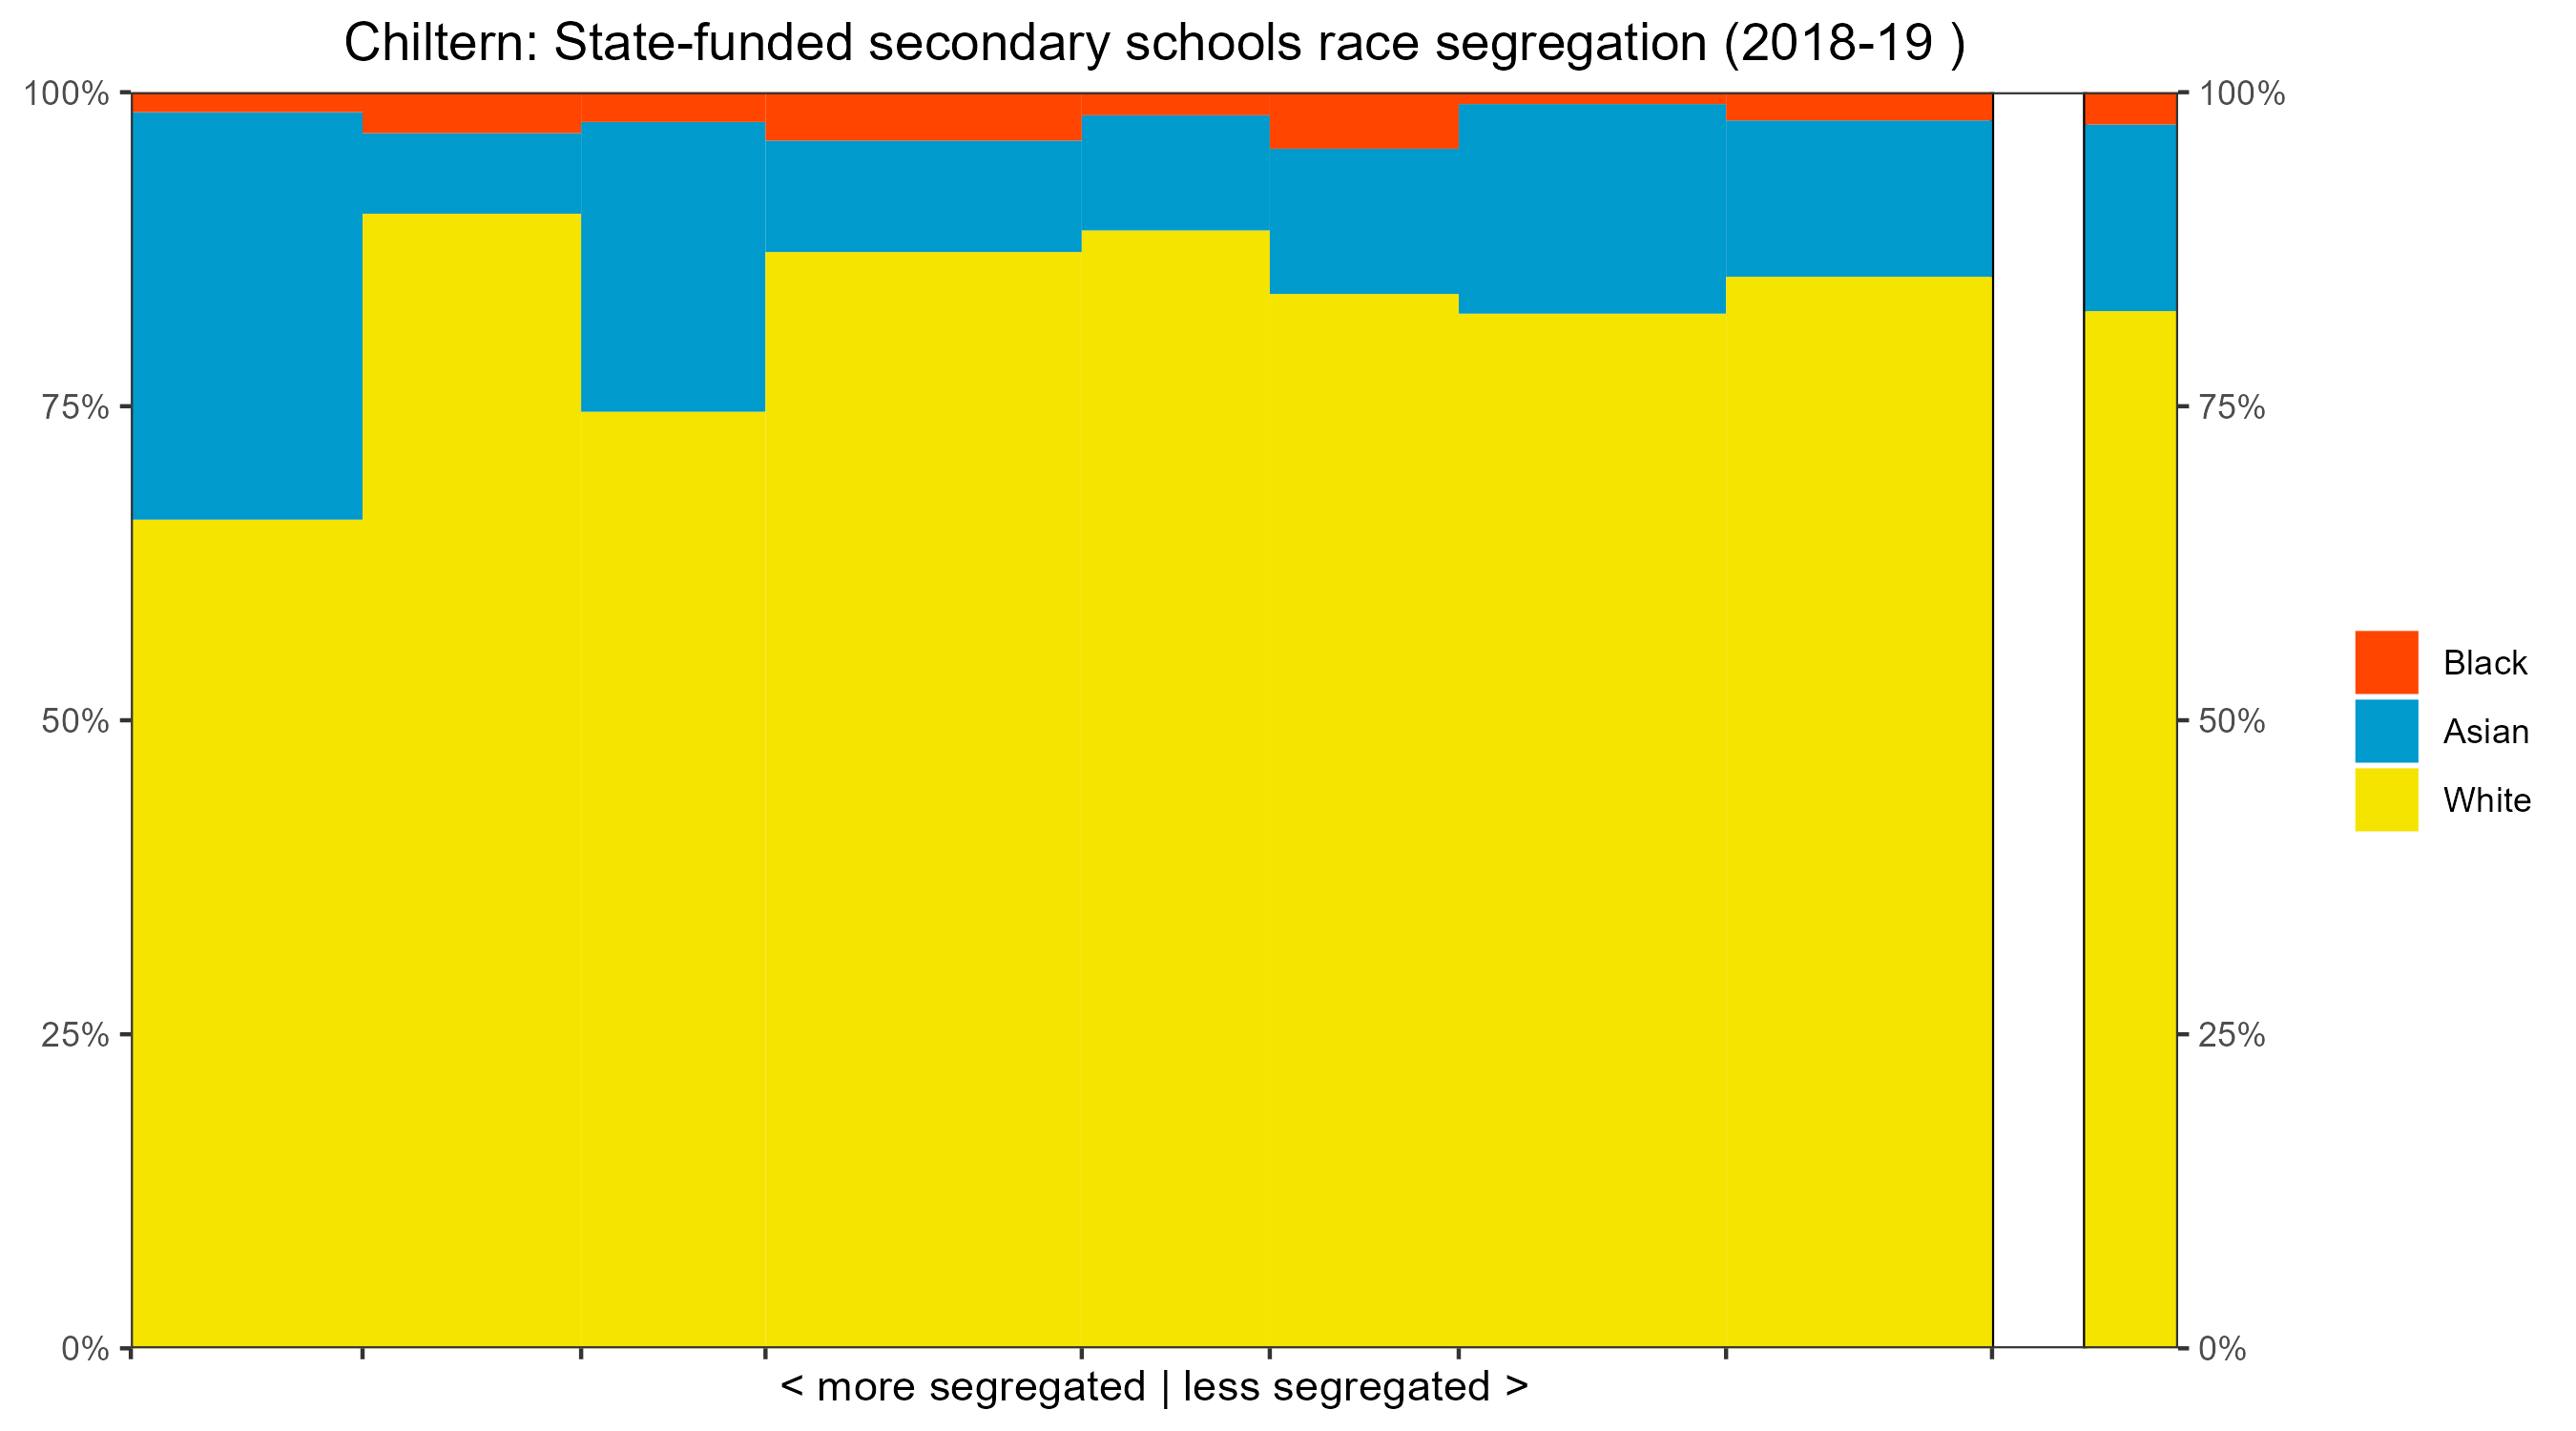 Chiltern: State-funded secondary schools race segregation (2018-19 )
100%
75%
50%
25%
0%
100%
75%
50%
25%
0%
Black
Asian
White
< more segregated | less segregated >